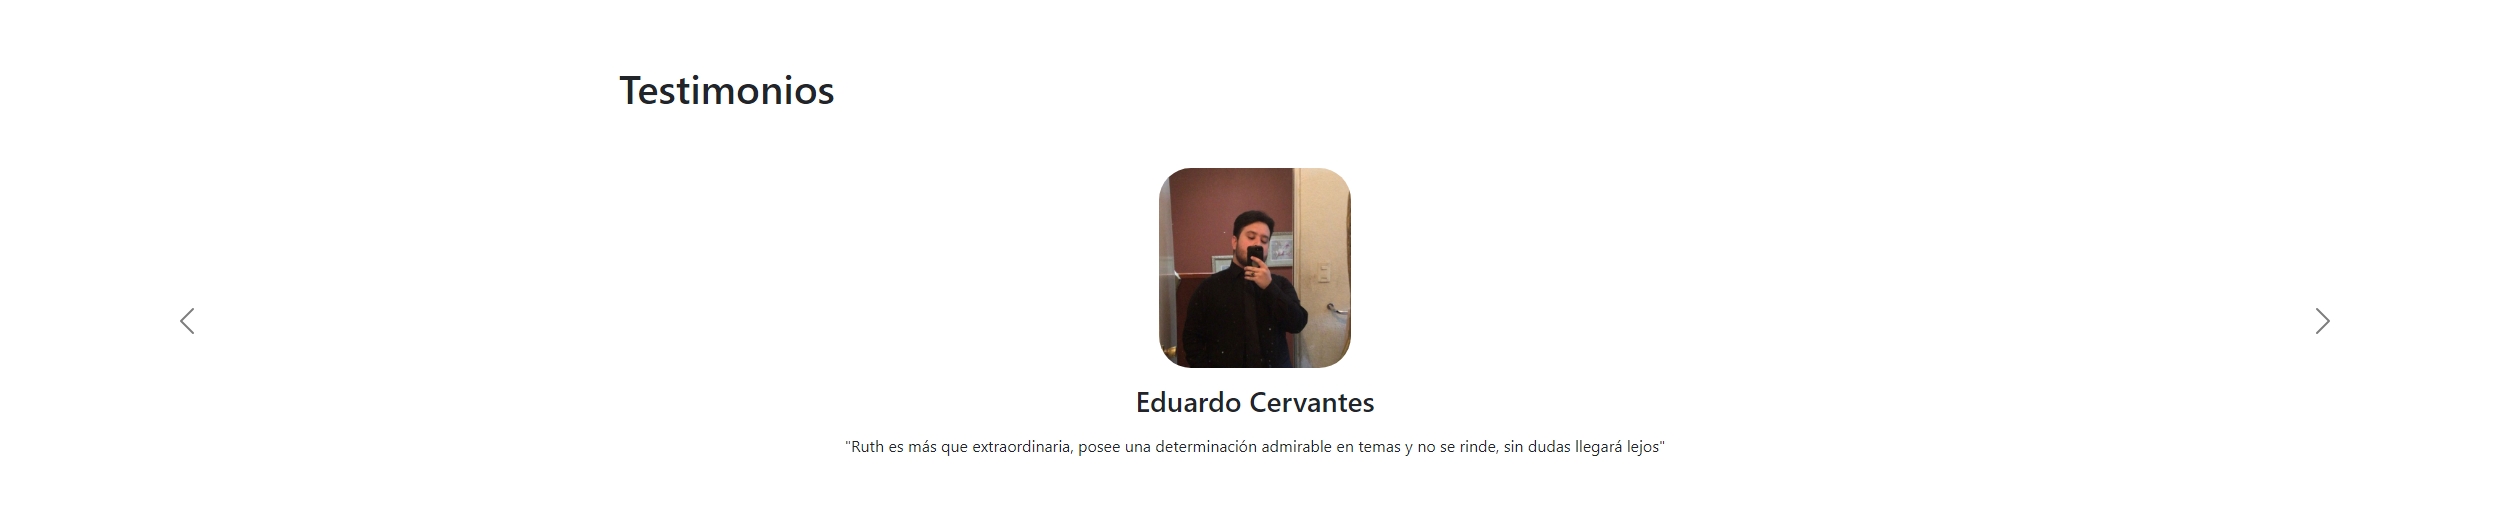 Testimonios
Eduardo Cervantes
"Ruth es más que extraordinaria, posee una determinación admirable en temas y no se rinde, sin dudas llegará lejos"